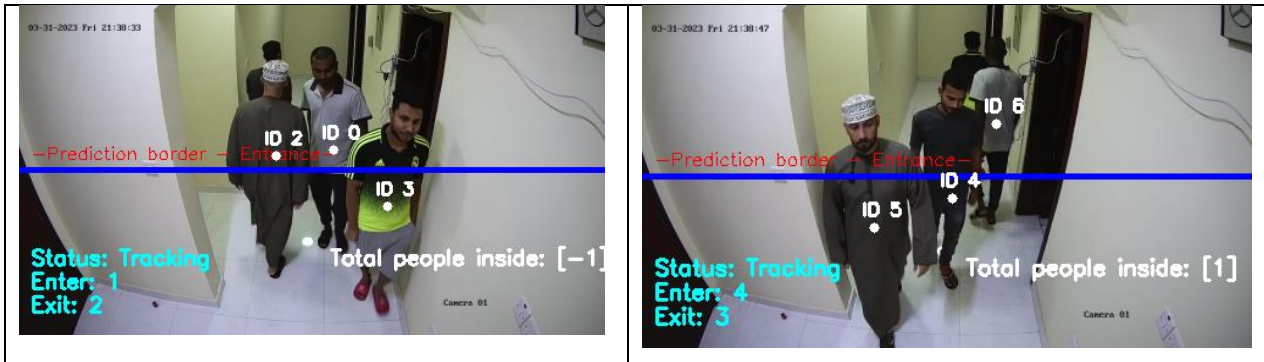 03-31-2023 Fri 21:38:33
ID 2
ID 0
-Prediction border - Entrance-
ID 3
Total people inside: [-1]
Status: Tracking
Enter: 1
Exit: 2
Camera 01
03-31-2023 Fri 21:38:47
ID 6
-Prediction border - Entrance-
ID 4
ID 5
Total people inside: [1]
Status: Tracking
Enter: 4
Exit: 3
Camera 01